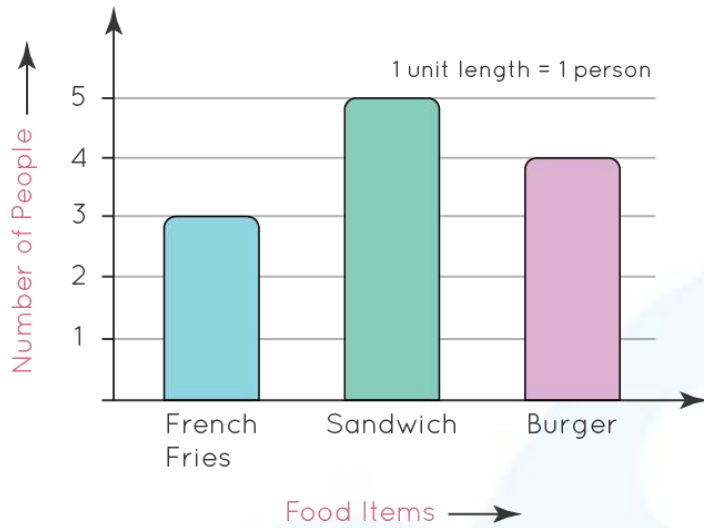 1 unit length = 1 person
Number of People
5
4
3
2
1
French
Fries
Sandwich
Burger
Food Items